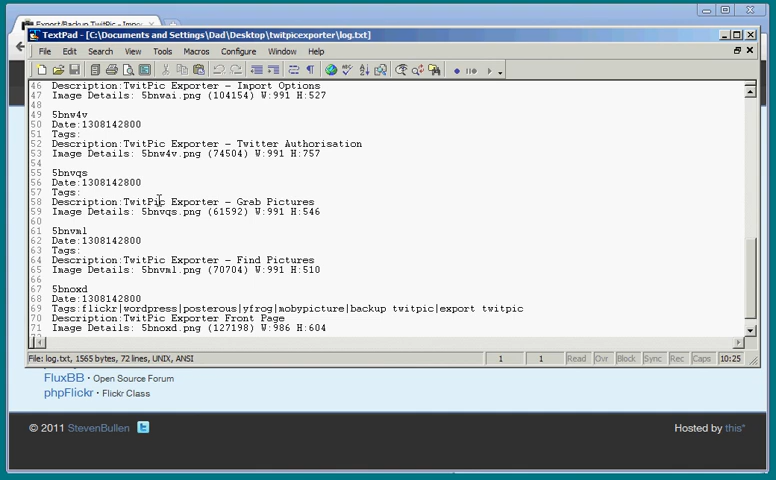 Export/Backup TwitPic - Impo
TextPad - [C:\Documents and Settings\Dad\Desktop\twitpicexporter\log.txt]
File Edit Search View Tools Macros Configure Window Help
46 Description:TwitPic Exporter - Import Options
47 Image Details: 5bnwai.png (104154) W:991 H:527
48
49 5bnw4v
50 Date:1308142800
51 Tags:
52 Description:TwitPic Exporter - Twitter Authorisation
53 Image Details: 5bnw4v.png (74504) W:991 H:757
54
55 5bnvqs
56 Date:1308142800
57 Tags:
58 Description:TwitPic Exporter - Grab Pictures
59 Image Details: 5bnvqs.png (61592) W:991 H:546
60
61 5bnvml
62 Date:1308142800
63 Tags:
64 Description:TwitPic Exporter - Find Pictures
65 Image Details: 5bnvml.png (70704) W:991 H:510
66
67 5bnoxd
68 Date:1308142800
69 Tags:flickr|wordpress|posterous|yfrog|mobypicture|backup twitpic|export twitpic
70 Description:TwitPic Exporter Front Page
71 Image Details: 5bnoxd.png (127198) W:986 H:604
File: log.txt, 1565 bytes, 72 lines, UNIX, ANSI 1 1 Read Ovr Block Sync Rec Caps 10:25
FluxBB · Open Source Forum
phpFlickr · Flickr Class
© 2011 StevenBullen
Hosted by this°